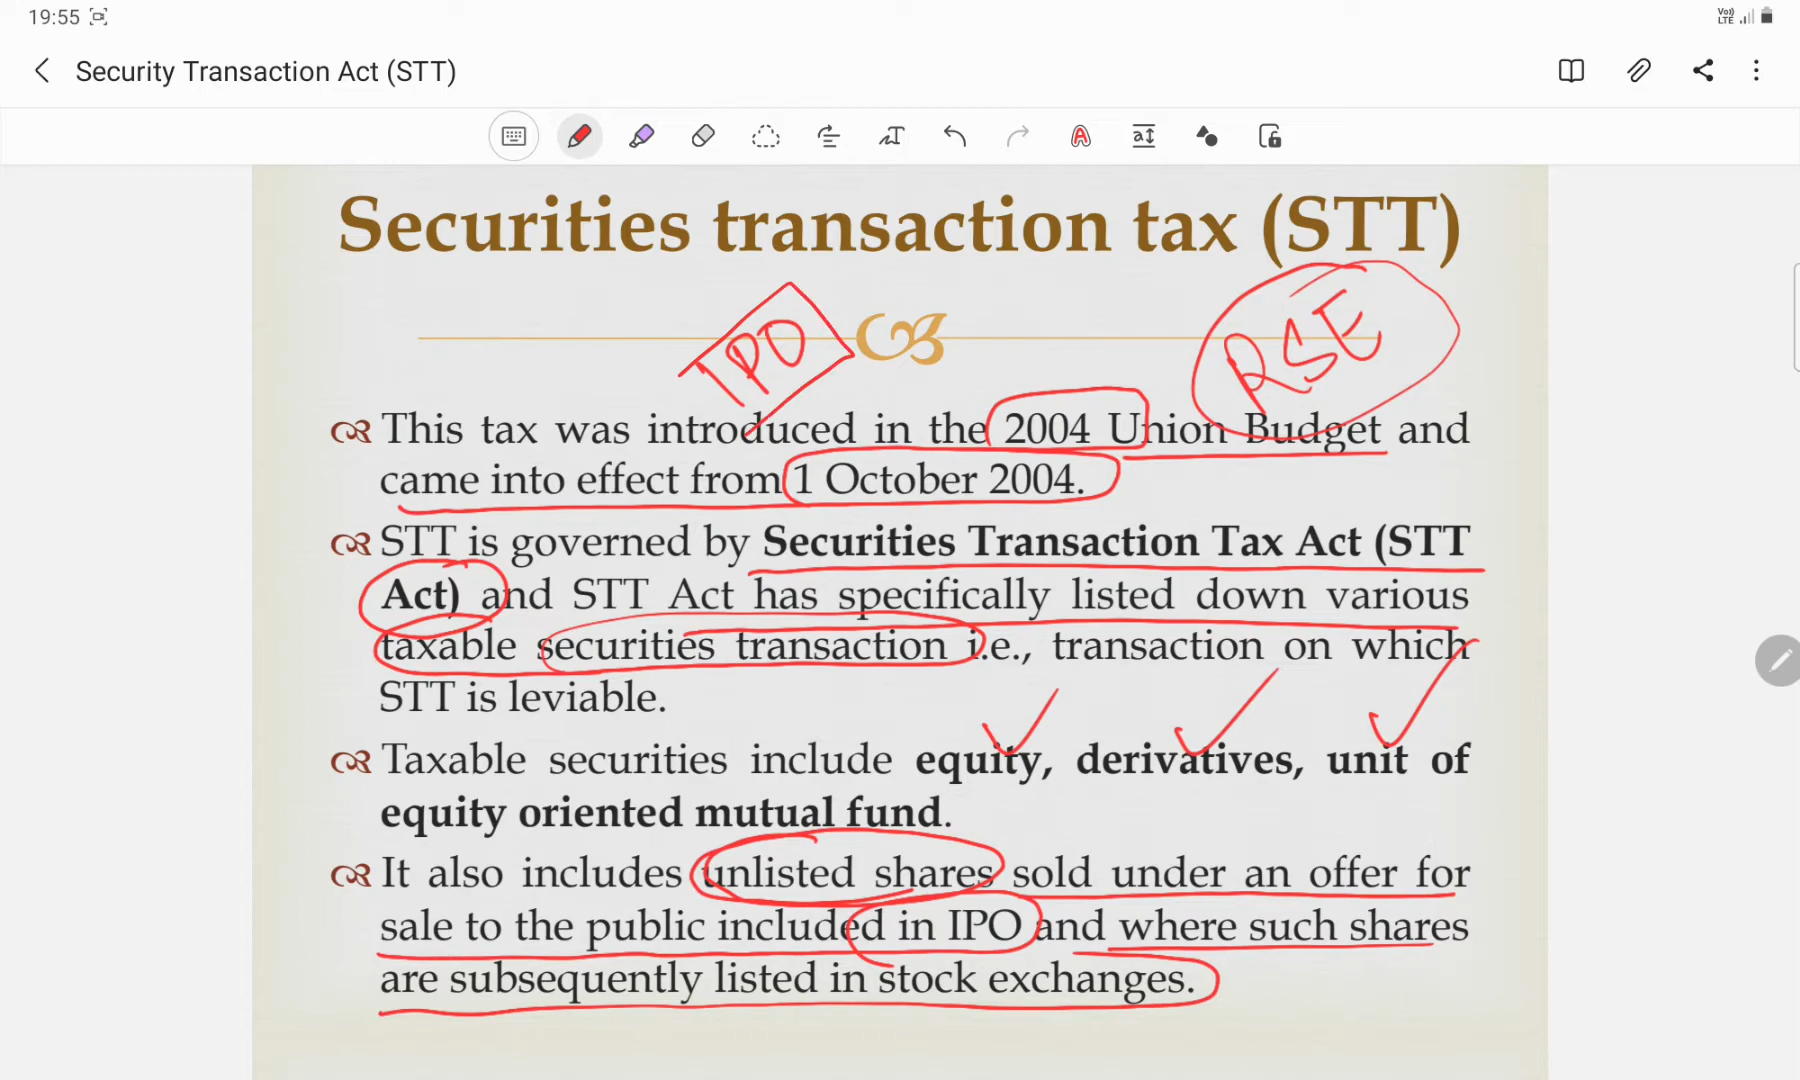 19:55
Vo)) LTE
Security Transaction Act (STT)
Securities transaction tax (STT)
IPO
RSE
This tax was introduced in the 2004 Union Budget and
came into effect from 1 October 2004.
STT is governed by Securities Transaction Tax Act (STT
Act) and STT Act has specifically listed down various
taxable securities transaction i.e., transaction on which
STT is leviable.
Taxable securities include equity, derivatives, unit of
equity oriented mutual fund.
It also includes unlisted shares sold under an offer for
sale to the public included in IPO and where such shares
are subsequently listed in stock exchanges.